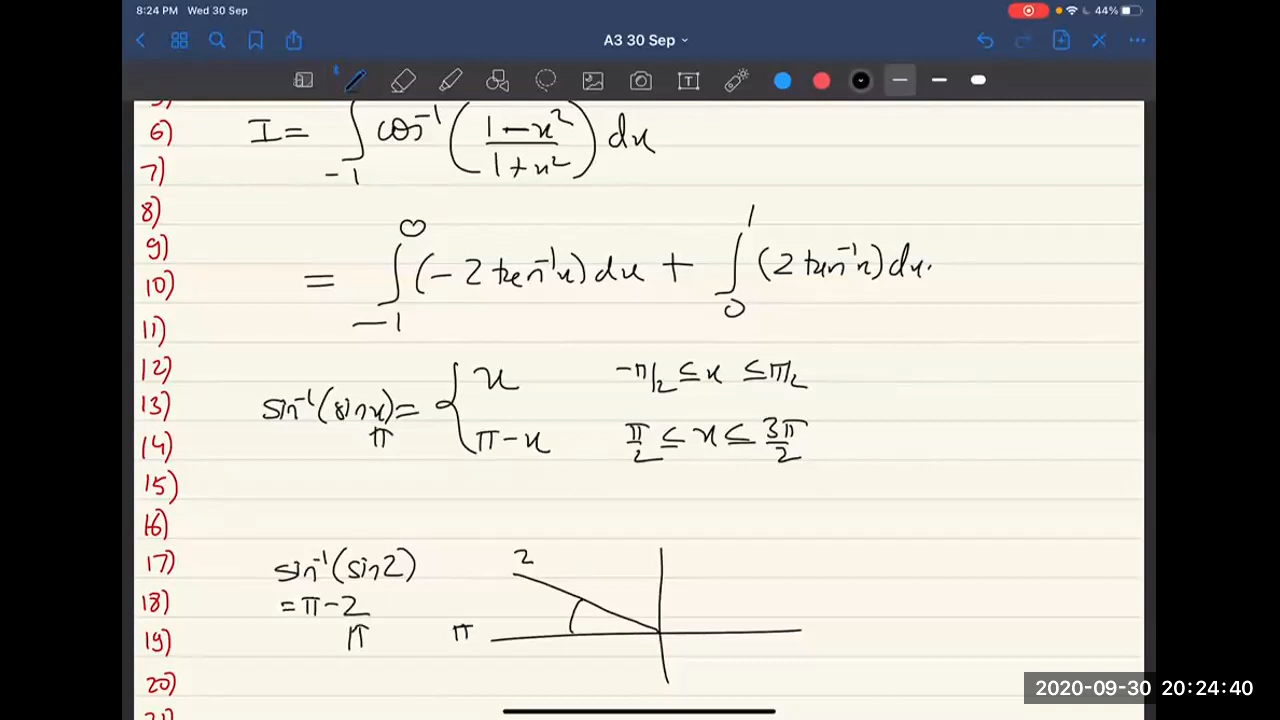 8:24 PM Wed 30 Sep 44%
A3 30 Sep
6) I = ∫₋₁ cos⁻¹((1-x²)/(1+x²)) dx
7)
8)
9)
10) = ∫₋₁⁰ (-2 tan⁻¹x) dx + ∫₀¹ (2 tan⁻¹x) dx.
11)
12) x -π/2 ≤ x ≤ π/2
13) sin⁻¹(sin x) = {
14) π π-x π/2 ≤ x ≤ 3π/2
15)
16)
17) sin⁻¹(sin 2) 2
18) = π-2
19) π π
20)
2020-09-30 20:24:40